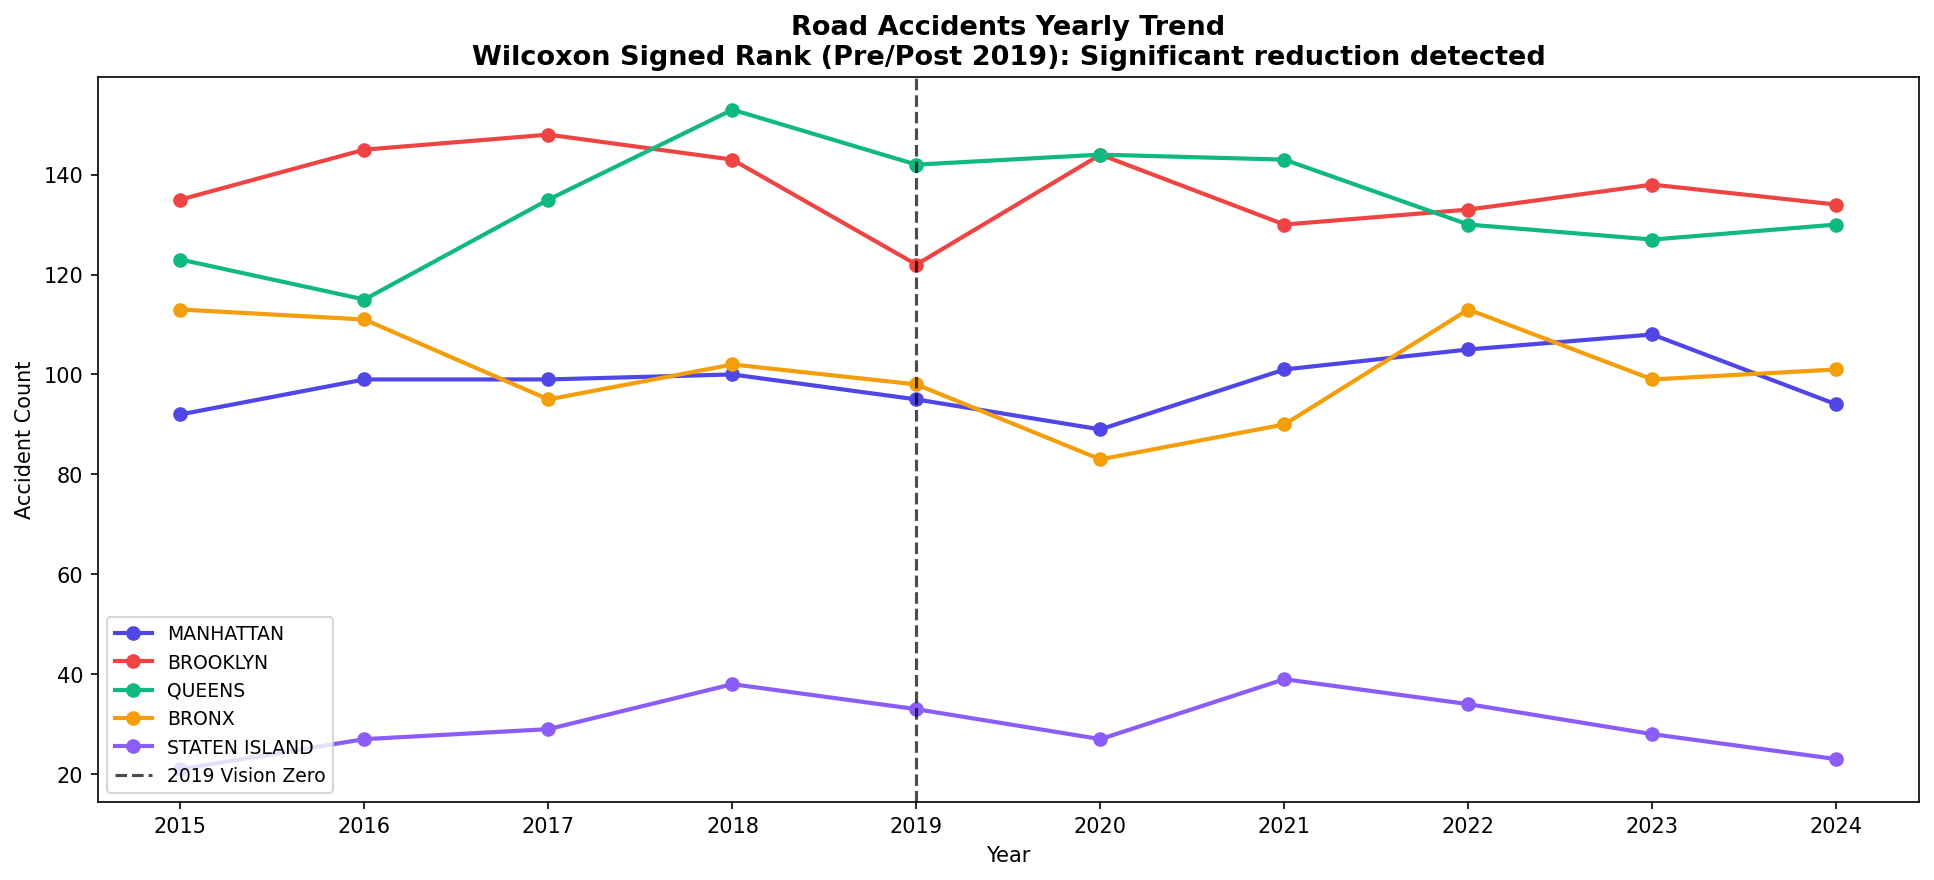 Road Accidents Yearly Trend
Wilcoxon Signed Rank (Pre/Post 2019): Significant reduction detected
Accident Count
140
120
100
80
60
40
20
MANHATTAN
BROOKLYN
QUEENS
BRONX
STATEN ISLAND
2019 Vision Zero
2015 2016 2017 2018 2019 2020 2021 2022 2023 2024
Year